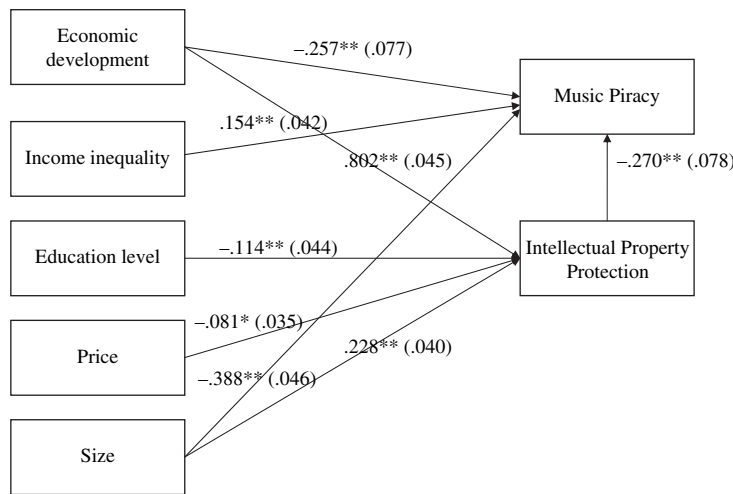 Economic
development
–.257** (.077)
Music Piracy
.154** (.042)
Income inequality
.802** (.045)
–.270** (.078)
Education level
–.114** (.044)
Intellectual Property
Protection
–.081* (.035)
Price
.228** (.040)
–.388** (.046)
Size